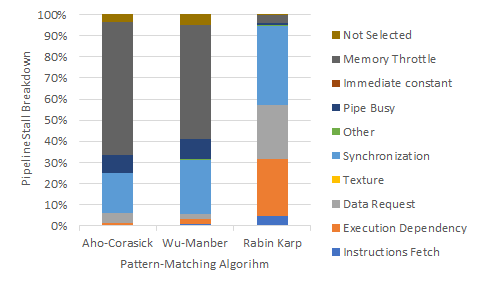 100%
90%
80%
70%
60%
50%
40%
30%
20%
10%
0%
Pipeline Stall Breakdown
Aho-Corasick Wu-Manber Rabin Karp
Pattern-Matching Algorihm
Not Selected
Memory Throttle
Immediate constant
Pipe Busy
Other
Synchronization
Texture
Data Request
Execution Dependency
Instructions Fetch